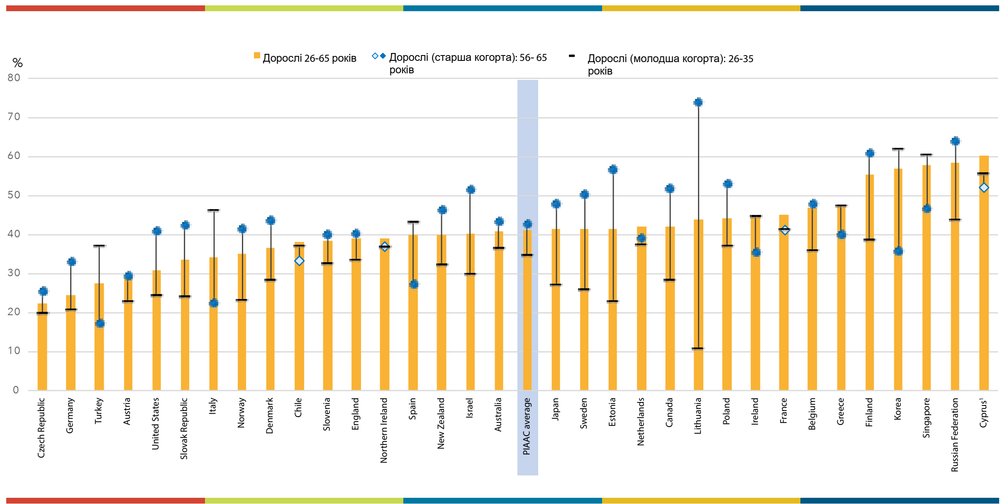 Дорослі 26-65 років
Дорослі (старша когорта): 56- 65
років
Дорослі (молодша когорта): 26-35
років
%
80
70
60
50
40
30
20
10
0
Czech Republic
Germany
Turkey
Austria
United States
Slovak Republic
Italy
Norway
Denmark
Chile
Slovenia
England
Northern Ireland
Spain
New Zealand
Israel
Australia
PIAAC average
Japan
Sweden
Estonia
Netherlands
Canada
Lithuania
Poland
Ireland
France
Belgium
Greece
Finland
Korea
Singapore
Russian Federation
Cyprus¹